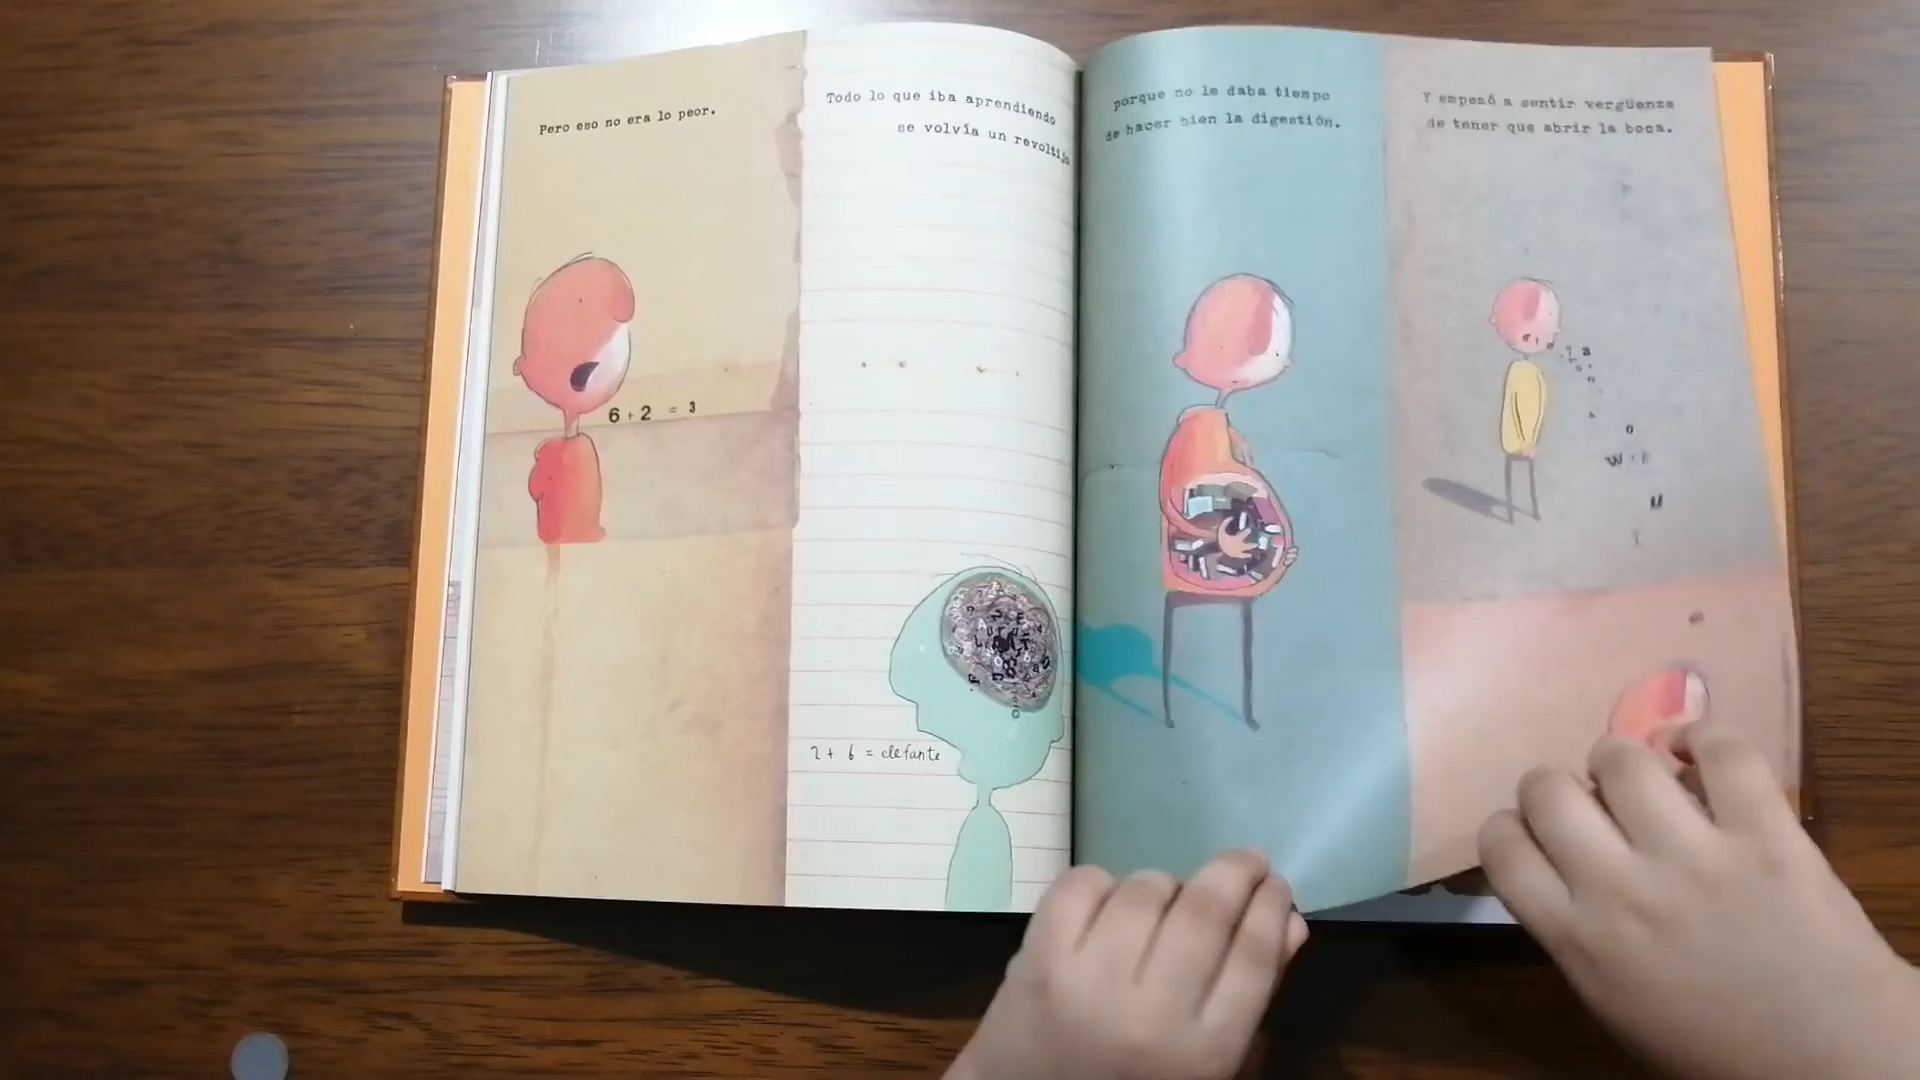 Pero eso no era lo peor.
6 + 2 = 3
Todo lo que iba aprendiendo
se volvía un revoltijo
2 + 6 = elefante
porque no le daba tiempo
de hacer bien la digestión.
Y empezó a sentir vergüenza
de tener que abrir la boca.